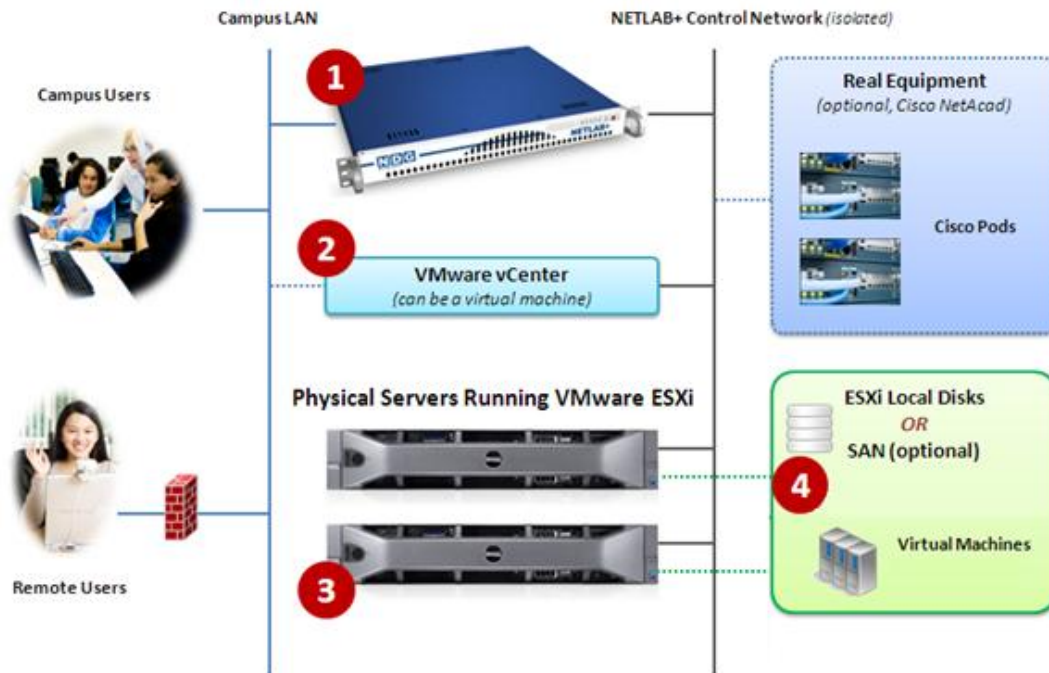 Campus LAN
NETLAB+ Control Network (isolated)
1
Campus Users
NDG
NETLAB+
Real Equipment
(optional, Cisco NetAcad)
Cisco Pods
2
VMware vCenter
(can be a virtual machine)
Physical Servers Running VMware ESXi
ESXi Local Disks
OR
SAN (optional)
4
Virtual Machines
3
Remote Users